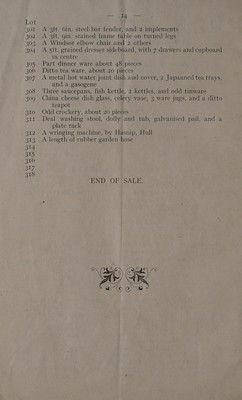 — 14 —
Lot
301 A 3ft. 6in. steel bar fender, and 2 implements
302 A 3ft. 9in. stained frame table on turned legs
303 A Windsor elbow chair and 2 others
304 A 5ft. grained dresser sideboard, with 7 drawers and cupboard
in centre
305 Part dinner ware about 48 pieces
306 Ditto tea ware, about 20 pieces
307 A metal hot water joint dish and cover, 2 Japanned tea trays,
and a gasogene
308 Three saucepans, fish kettle, 2 kettles, and odd tinware
309 China cheese dish glass, celery vase, 3 ware jugs, and a ditto
teapot
310 Odd crockery, about 20 pieces
311 Deal washing stool, dolly and tub, galvanised pail, and a
plate rack
312 A wringing machine, by Hull
313 A length of rubber garden hose
314
315
316
317
318
END OF SALE.